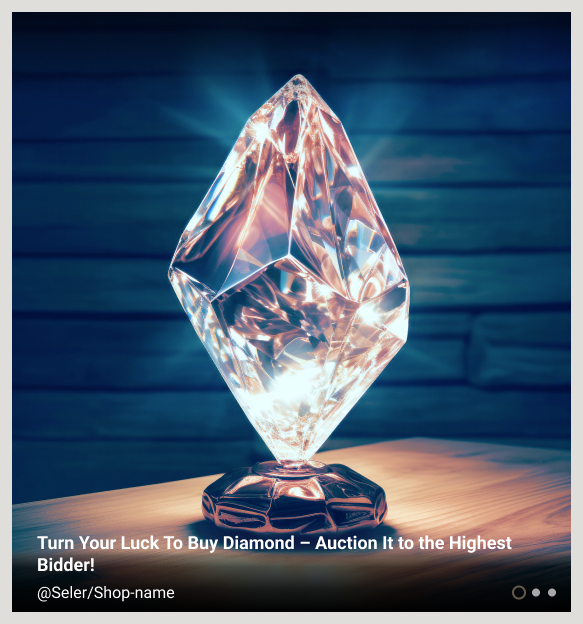 Turn Your Luck To Buy Diamond – Auction It to the Highest
Bidder!
@Seler/Shop-name